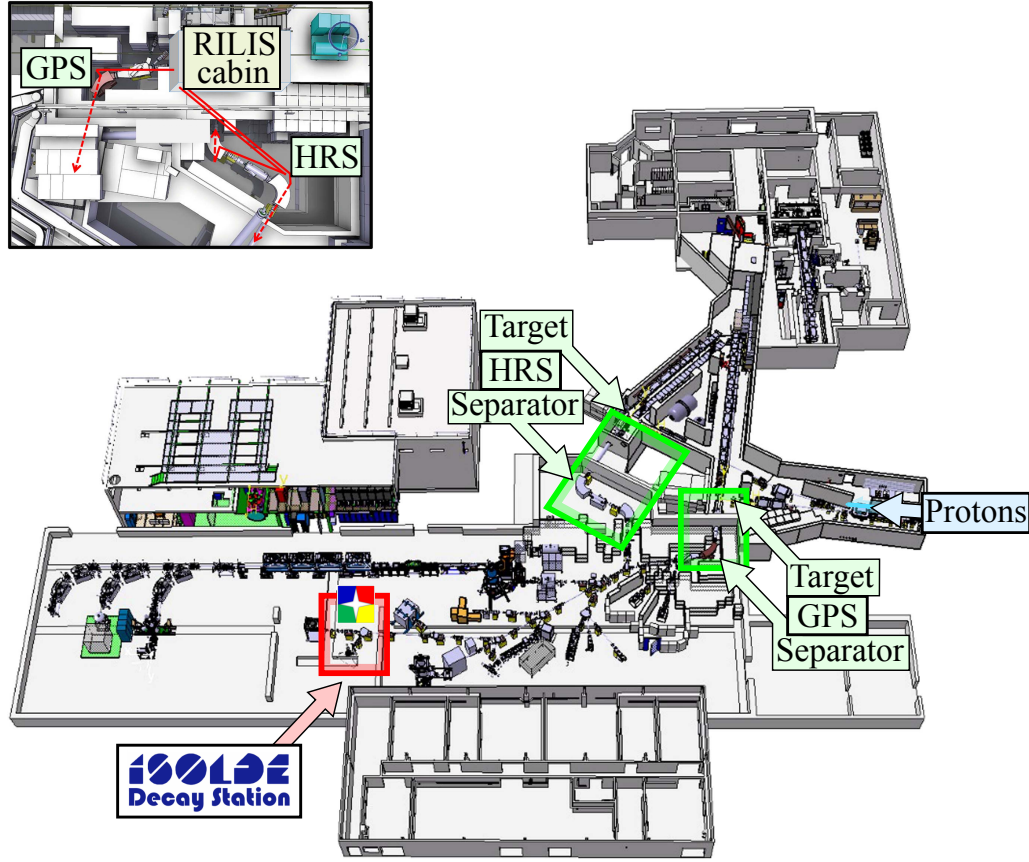 GPS
RILIS
cabin
HRS
Target
HRS
Separator
Protons
Target
GPS
Separator
ISOLDE
Decay Station